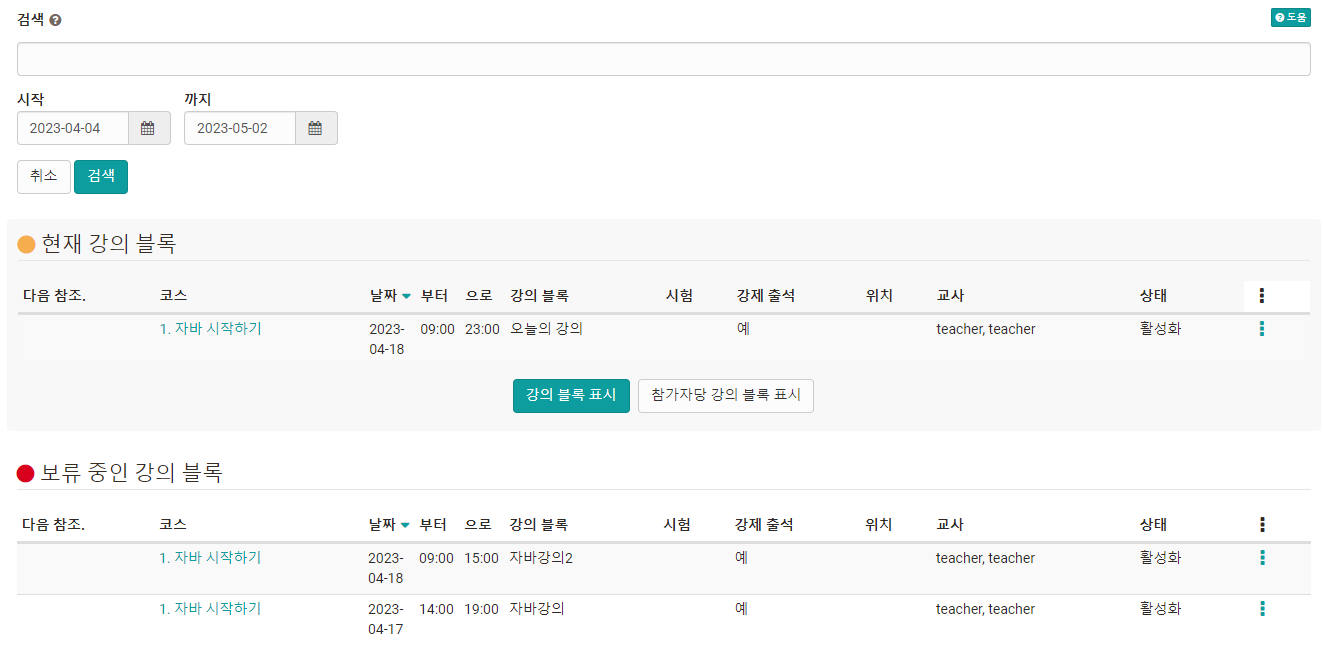 검색
도움
시작 까지
2023-04-04 2023-05-02
취소 검색
현재 강의 블록
다음 참조. 코스 날짜 부터 으로 강의 블록 시험 강제 출석 위치 교사 상태
1. 자바 시작하기 2023- 09:00 23:00 오늘의 강의 예 teacher, teacher 활성화
04-18
강의 블록 표시 참가자당 강의 블록 표시
보류 중인 강의 블록
다음 참조. 코스 날짜 부터 으로 강의 블록 시험 강제 출석 위치 교사 상태
1. 자바 시작하기 2023- 09:00 15:00 자바강의2 예 teacher, teacher 활성화
04-18
1. 자바 시작하기 2023- 14:00 19:00 자바강의 예 teacher, teacher 활성화
04-17